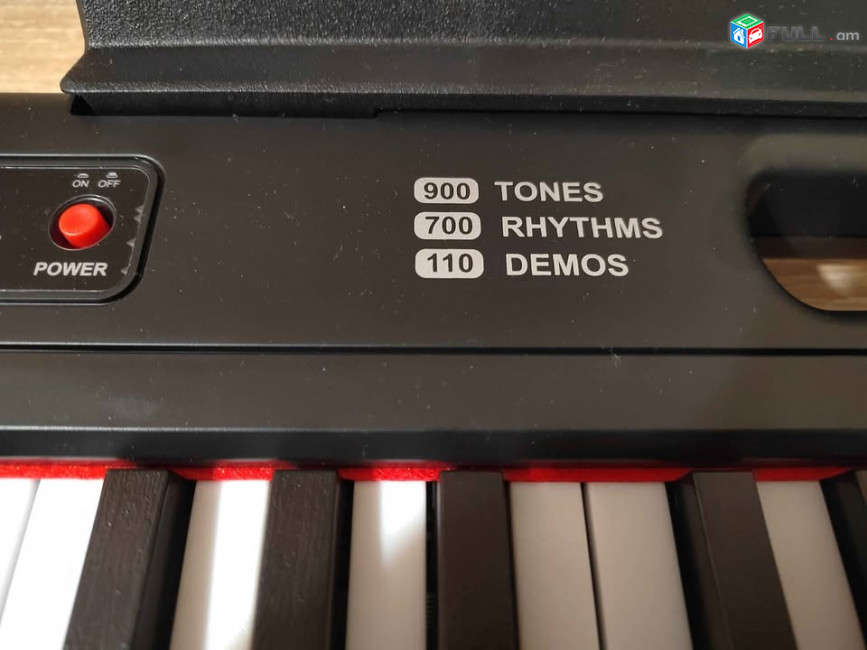 FULL.am
ON OFF
POWER
900 TONES
700 RHYTHMS
110 DEMOS